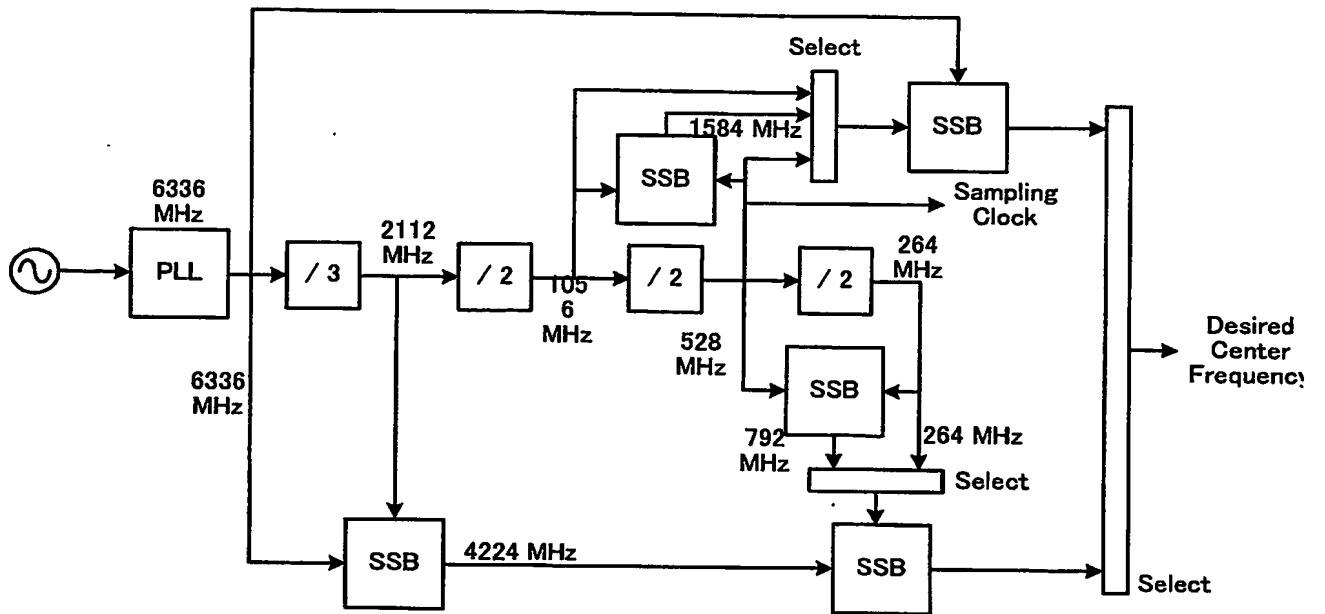 Select
SSB
1584 MHz
SSB
Sampling
Clock
6336
MHz
PLL
/ 3
2112
MHz
/ 2
105
6
MHz
/ 2
/ 2
264
MHz
528
MHz
Desired
Center
Frequency
6336
MHz
SSB
792
MHz
264 MHz
Select
SSB
4224 MHz
SSB
Select